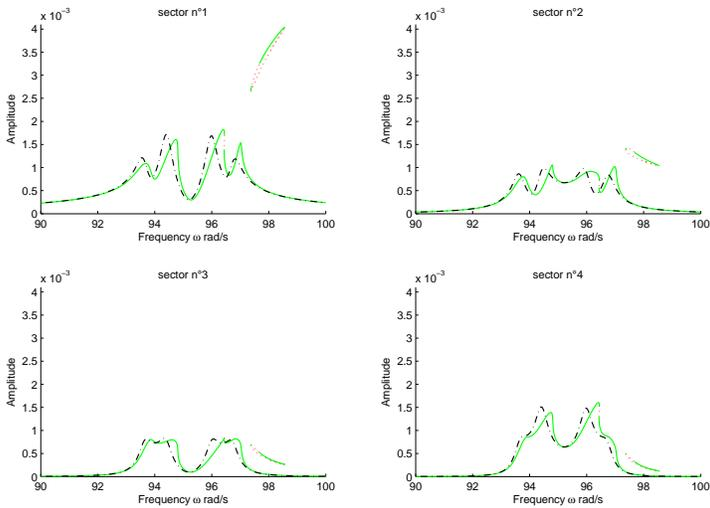 sector n°1
x 10⁻³
4
3.5
3
2.5
2
1.5
1
0.5
0
Amplitude
90 92 94 96 98 100
Frequency ω rad/s
sector n°2
x 10⁻³
4
3.5
3
2.5
2
1.5
1
0.5
0
Amplitude
90 92 94 96 98 100
Frequency ω rad/s
sector n°3
x 10⁻³
4
3.5
3
2.5
2
1.5
1
0.5
0
Amplitude
90 92 94 96 98 100
Frequency ω rad/s
sector n°4
x 10⁻³
4
3.5
3
2.5
2
1.5
1
0.5
0
Amplitude
90 92 94 96 98 100
Frequency ω rad/s